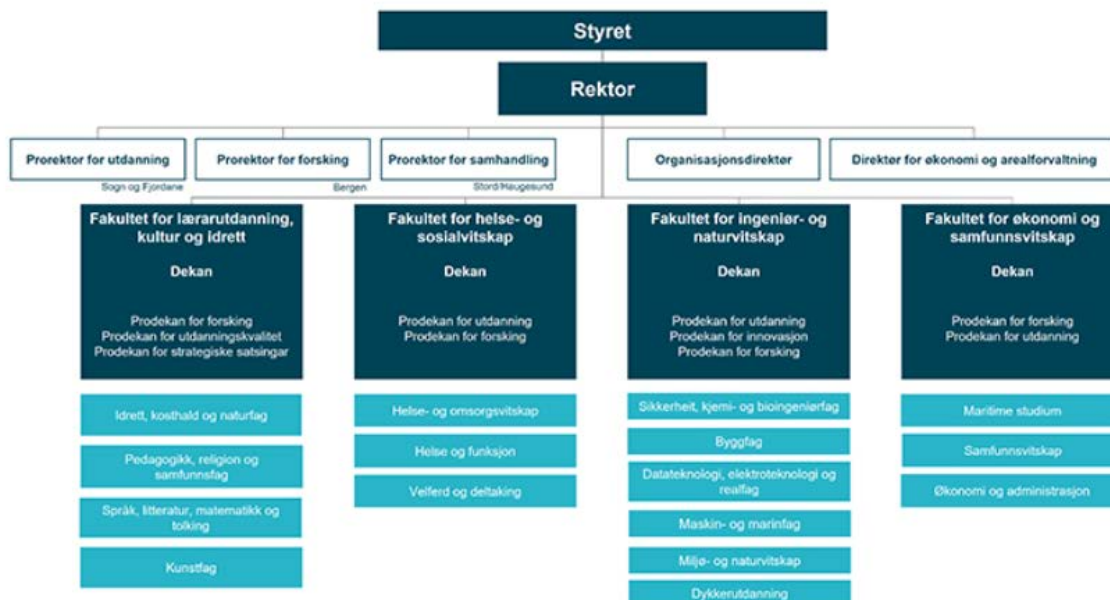 Styret
Rektor
Prorektor for utdanning
Sogn og Fjordane
Prorektor for forsking
Bergen
Prorektor for samhandling
Stord/Haugesund
Organisasjonsdirektør
Direktør for økonomi og arealforvaltning
Fakultet for lærarutdanning,
kultur og idrett
Dekan
Prodekan for forsking
Prodekan for utdanningskvalitet
Prodekan for strategiske satsingar
Idrett, kosthald og naturfag
Pedagogikk, religion og
samfunnsfag
Språk, litteratur, matematikk og
tolking
Kunstfag
Fakultet for helse- og
sosialvitskap
Dekan
Prodekan for utdanning
Prodekan for forsking
Helse- og omsorgsvitskap
Helse og funksjon
Velferd og deltaking
Fakultet for ingeniør- og
naturvitskap
Dekan
Prodekan for utdanning
Prodekan for innovasjon
Prodekan for forsking
Sikkerheit, kjemi- og bioingeniørfag
Byggfag
Datateknologi, elektroteknologi og
realfag
Maskin- og marinfag
Miljø- og naturvitskap
Dykkerutdanning
Fakultet for økonomi og
samfunnsvitskap
Dekan
Prodekan for forsking
Prodekan for utdanning
Maritime studium
Samfunnsvitskap
Økonomi og administrasjon